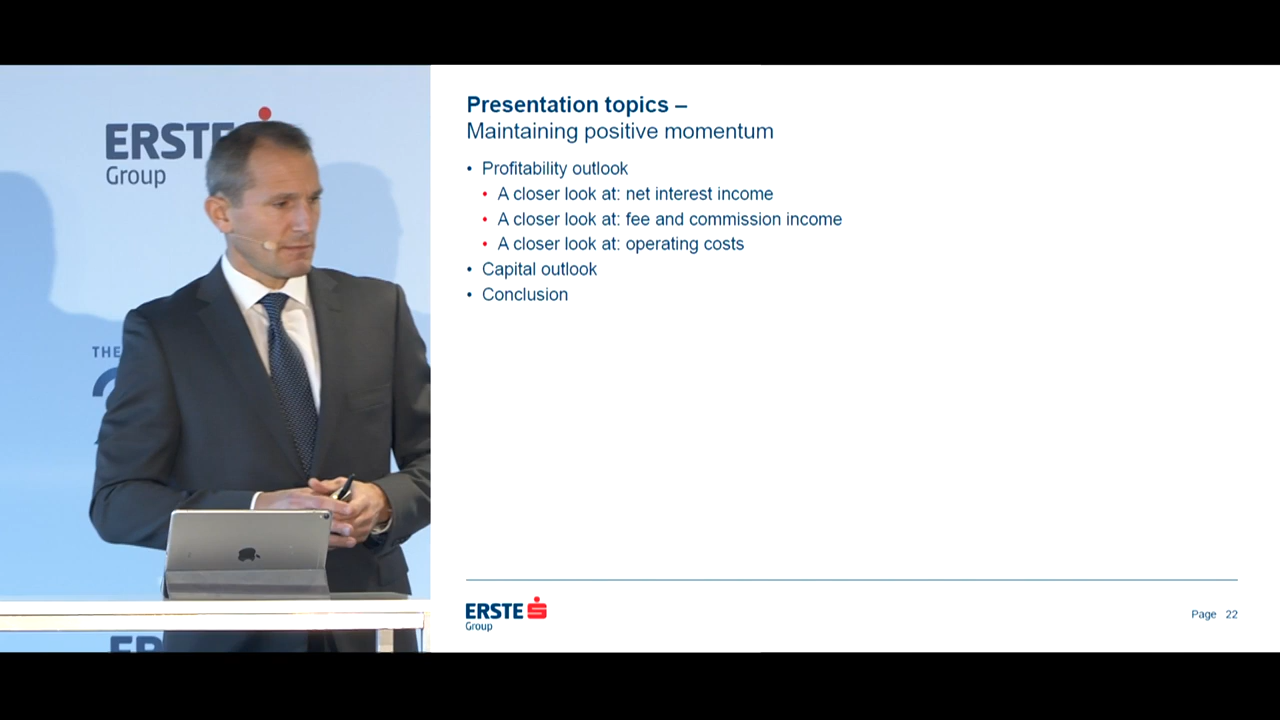 ERSTE
Group
THE
Presentation topics –
Maintaining positive momentum
• Profitability outlook
• A closer look at: net interest income
• A closer look at: fee and commission income
• A closer look at: operating costs
• Capital outlook
• Conclusion
ERSTE
Group
Page 22